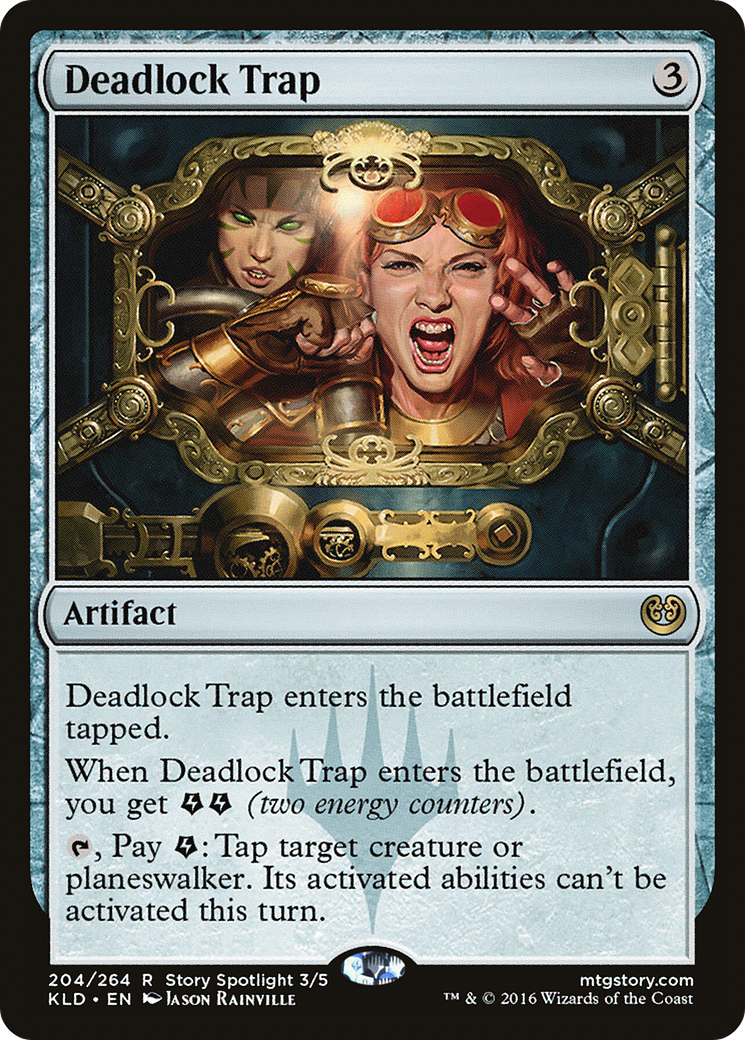 Deadlock Trap 3
Artifact
Deadlock Trap enters the battlefield
tapped.
When Deadlock Trap enters the battlefield,
you get (two energy counters).
, Pay : Tap target creature or
planeswalker. Its activated abilities can't be
activated this turn.
204/264 R Story Spotlight 3/5 mtgstory.com
KLD • EN Jason Rainville ™ & © 2016 Wizards of the Coast